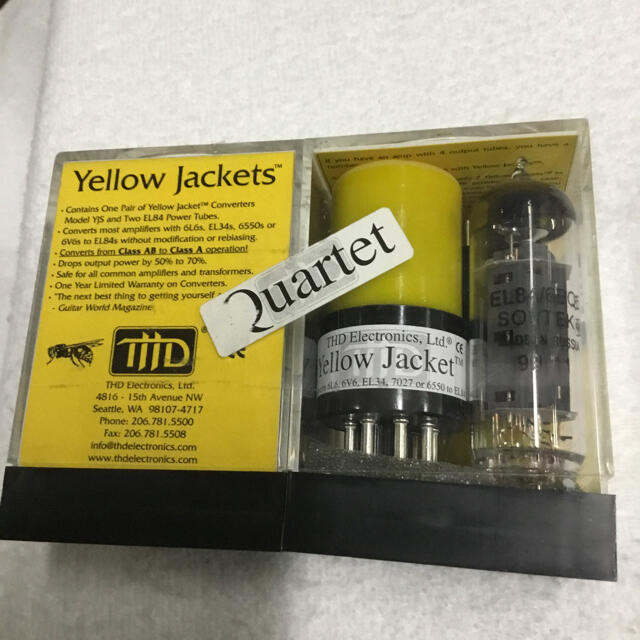 Yellow Jackets™
• Contains One Pair of Yellow Jacket™ Converters
Model YJS and Two EL84 Power Tubes.
• Converts most amplifiers with 6L6s, EL34s, 6550s or
6V6s to EL84s without modification or rebiasing.
• Converts from Class AB to Class A operation!
• Drops output power by 50% to 70%.
• Safe for all common amplifiers and transformers.
• One Year Limited Warranty on Converters.
• "The next best thing to getting yourself
- Guitar World Magazine
THD®
CE
THD Electronics, Ltd.
4816 - 15th Avenue NW
Seattle, WA 98107-4717
Phone: 206.781.5500
Fax: 206.781.5508
info@thdelectronics.com
www.thdelectronics.com
Quartet
If you have an amp with 4 output tubes, you have a
with Yellow
THD Electronics, Ltd.® CE
Yellow Jacket™
6L6, 6V6, EL34, 7027 or 6550 to
EL84
SOVTEK
MADE IN RUSSIA